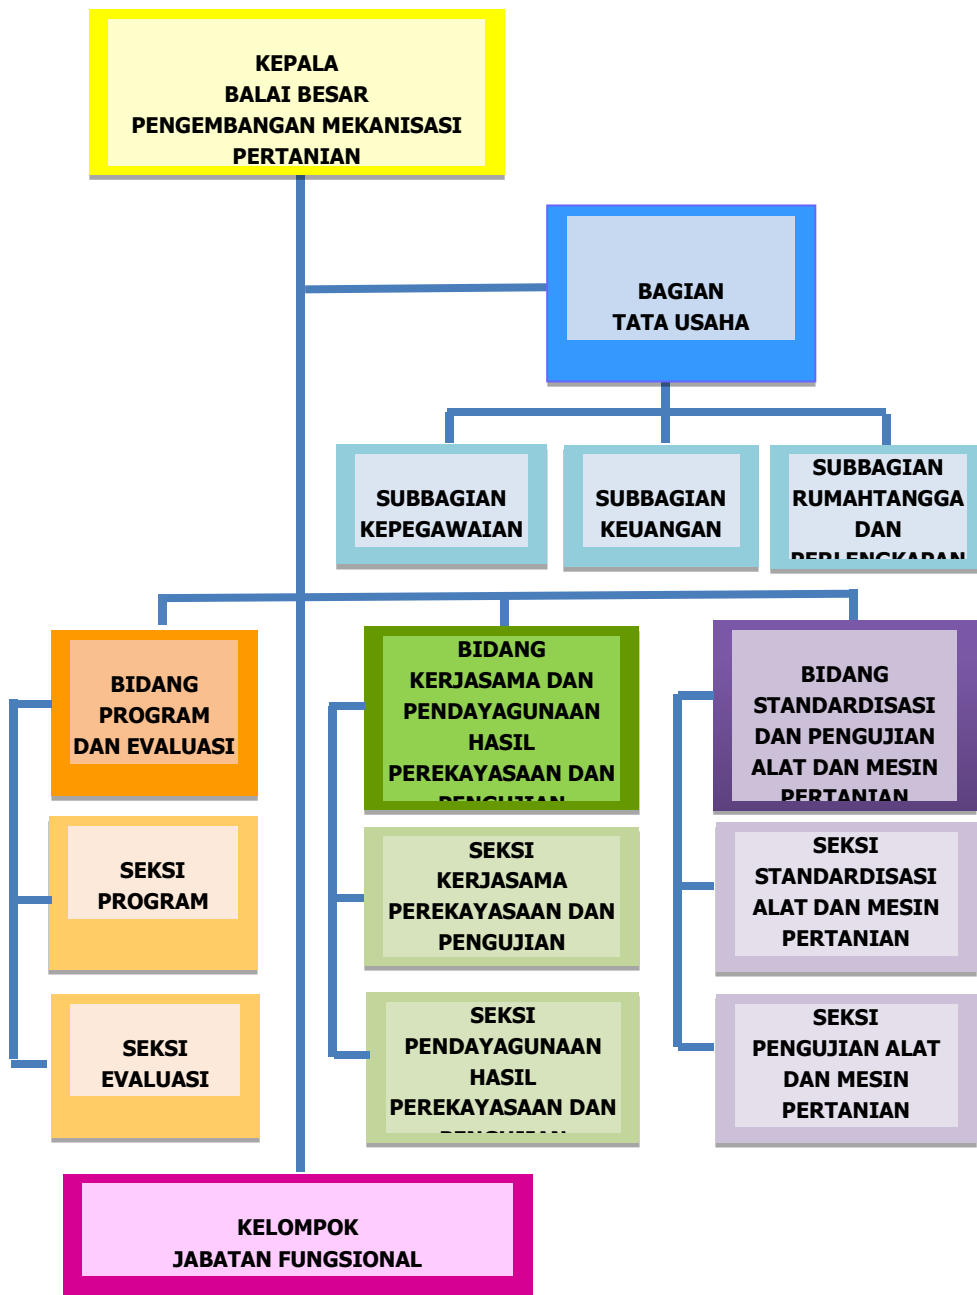 KEPALA
BALAI BESAR
PENGEMBANGAN MEKANISASI
PERTANIAN
BAGIAN
TATA USAHA
SUBBAGIAN
KEPEGAWAIAN
SUBBAGIAN
KEUANGAN
SUBBAGIAN
RUMAHTANGGA
DAN
PERLENGKAPAN
BIDANG
PROGRAM
DAN EVALUASI
BIDANG
KERJASAMA DAN
PENDAYAGUNAAN
HASIL
PEREKAYASAAN DAN
PENGUJIAN
BIDANG
STANDARDISASI
DAN PENGUJIAN
ALAT DAN MESIN
PERTANIAN
SEKSI
PROGRAM
SEKSI
KERJASAMA
PEREKAYASAAN DAN
PENGUJIAN
SEKSI
STANDARDISASI
ALAT DAN MESIN
PERTANIAN
SEKSI
EVALUASI
SEKSI
PENDAYAGUNAAN
HASIL
PEREKAYASAAN DAN
SEKSI
PENGUJIAN ALAT
DAN MESIN
PERTANIAN
KELOMPOK
JABATAN FUNGSIONAL